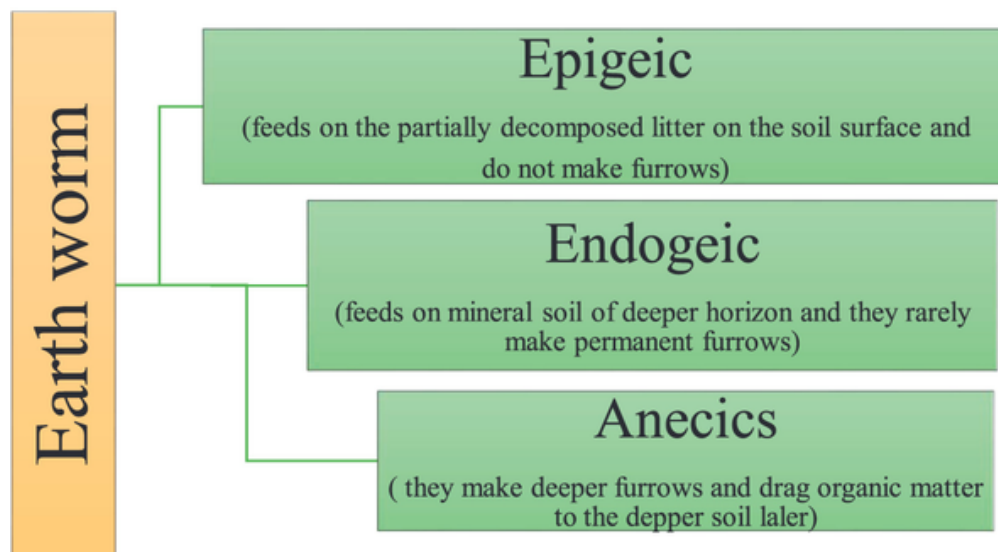 Earth worm
Epigeic
(feeds on the partially decomposed litter on the soil surface and
do not make furrows)
Endogeic
(feeds on mineral soil of deeper horizon and they rarely
make permanent furrows)
Anecics
( they make deeper furrows and drag organic matter
to the depper soil laler)